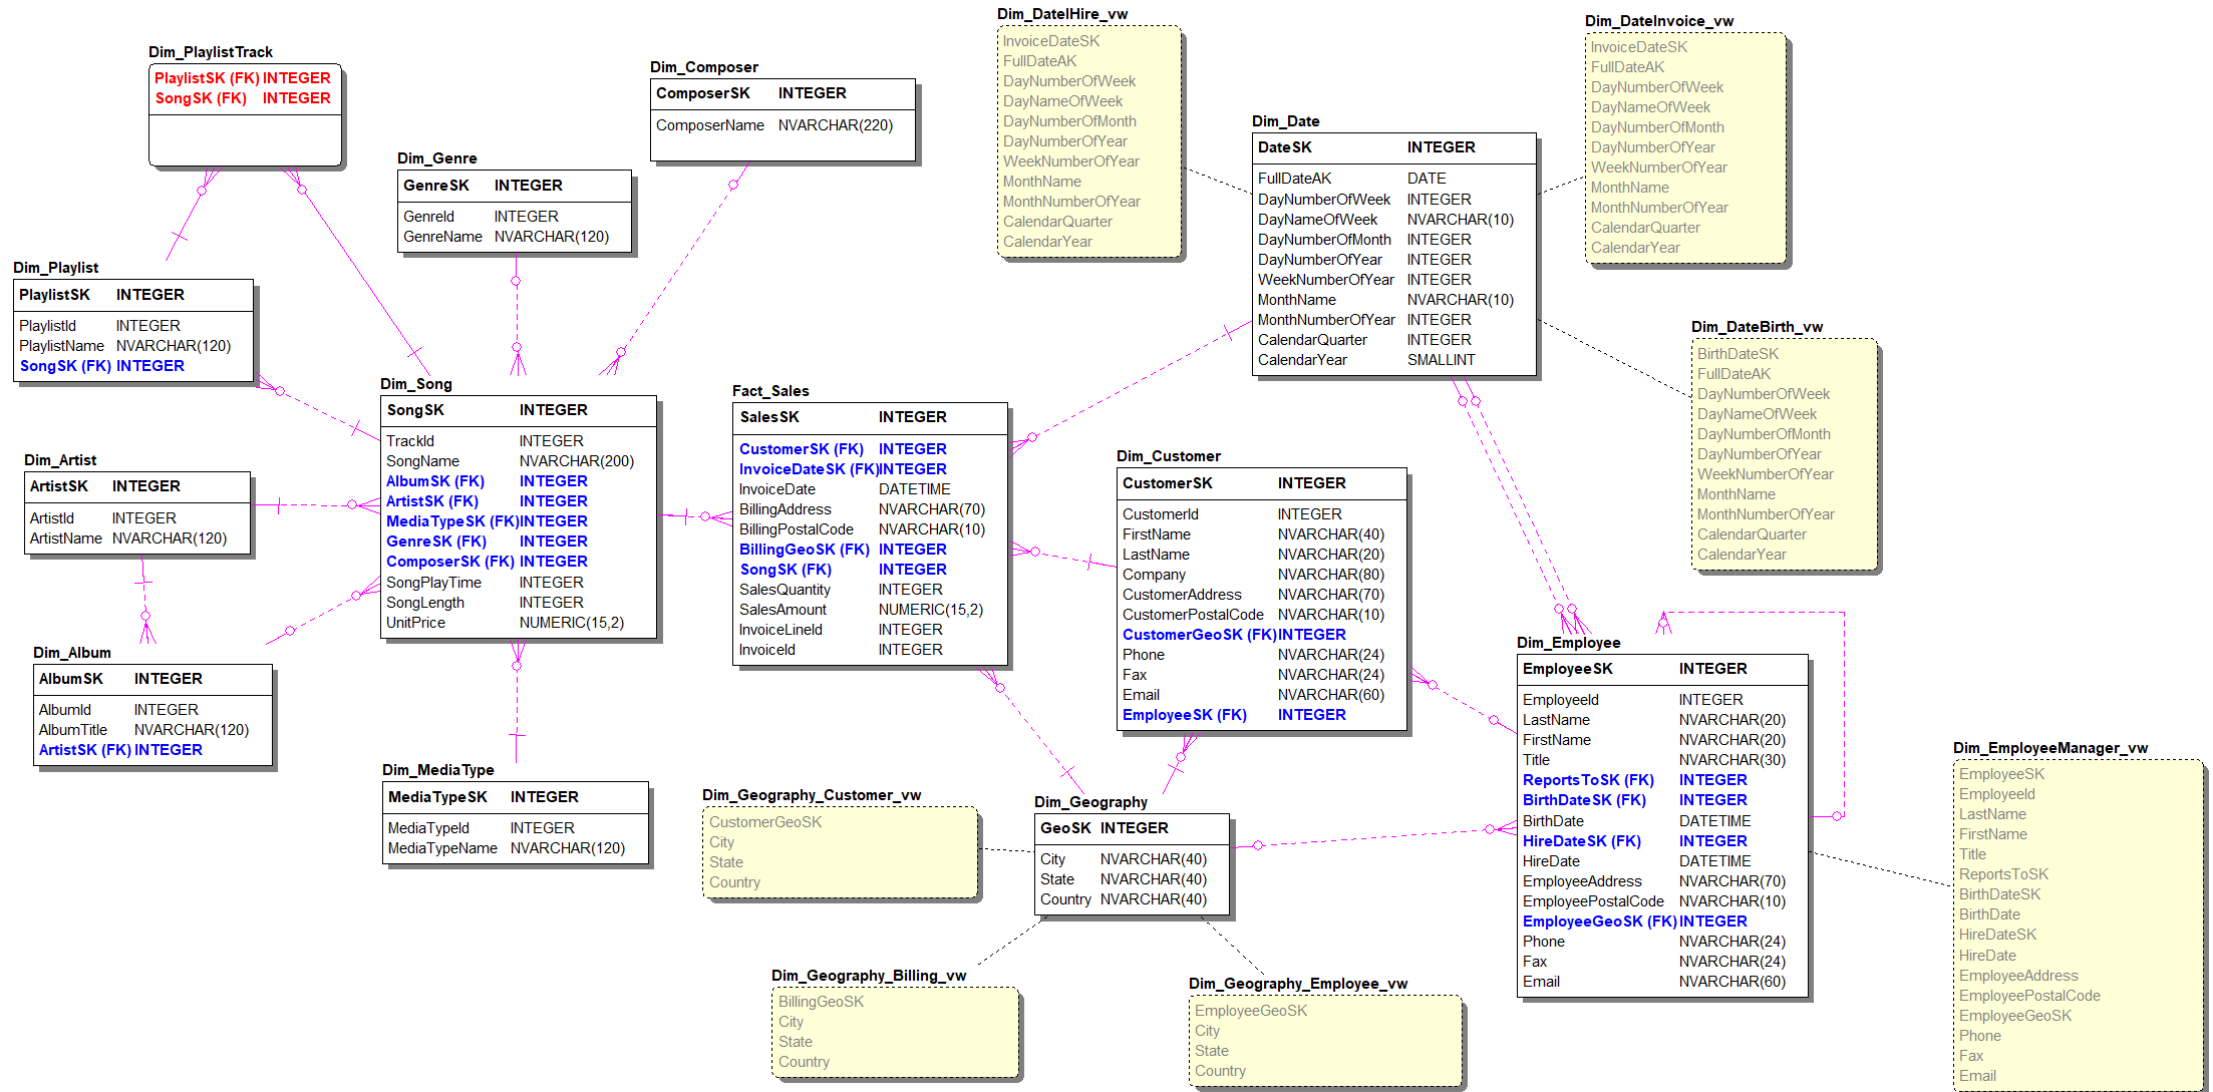 Dim_PlaylistTrack
PlaylistSK (FK) INTEGER
SongSK (FK) INTEGER
Dim_Composer
ComposerSK INTEGER
ComposerName NVARCHAR(220)
Dim_Genre
GenreSK INTEGER
GenreId INTEGER
GenreName NVARCHAR(120)
Dim_DatelHire_vw
InvoiceDateSK
FullDateAK
DayNumberOfWeek
DayNameOfWeek
DayNumberOfMonth
DayNumberOfYear
WeekNumberOfYear
MonthName
MonthNumberOfYear
CalendarQuarter
CalendarYear
Dim_Date
DateSK INTEGER
FullDateAK DATE
DayNumberOfWeek INTEGER
DayNameOfWeek NVARCHAR(10)
DayNumberOfMonth INTEGER
DayNumberOfYear INTEGER
WeekNumberOfYear INTEGER
MonthName NVARCHAR(10)
MonthNumberOfYear INTEGER
CalendarQuarter INTEGER
CalendarYear SMALLINT
Dim_DateInvoice_vw
InvoiceDateSK
FullDateAK
DayNumberOfWeek
DayNameOfWeek
DayNumberOfMonth
DayNumberOfYear
WeekNumberOfYear
MonthName
MonthNumberOfYear
CalendarQuarter
CalendarYear
Dim_DateBirth_vw
BirthDateSK
FullDateAK
DayNumberOfWeek
DayNameOfWeek
DayNumberOfMonth
DayNumberOfYear
WeekNumberOfYear
MonthName
MonthNumberOfYear
CalendarQuarter
CalendarYear
Dim_Playlist
PlaylistSK INTEGER
PlaylistId INTEGER
PlaylistName NVARCHAR(120)
SongSK (FK) INTEGER
Dim_Artist
ArtistSK INTEGER
ArtistId INTEGER
ArtistName NVARCHAR(120)
Dim_Album
AlbumSK INTEGER
AlbumId INTEGER
AlbumTitle NVARCHAR(120)
ArtistSK (FK) INTEGER
Dim_Song
SongSK INTEGER
TrackId INTEGER
SongName NVARCHAR(200)
AlbumSK (FK) INTEGER
ArtistSK (FK) INTEGER
MediaTypeSK (FK) INTEGER
GenreSK (FK) INTEGER
ComposerSK (FK) INTEGER
SongPlayTime INTEGER
SongLength INTEGER
UnitPrice NUMERIC(15,2)
Dim_MediaType
MediaTypeSK INTEGER
MediaTypeId INTEGER
MediaTypeName NVARCHAR(120)
Fact_Sales
SalesSK INTEGER
CustomerSK (FK) INTEGER
InvoiceDateSK (FK) INTEGER
InvoiceDate DATETIME
BillingAddress NVARCHAR(70)
BillingPostalCode NVARCHAR(10)
BillingGeoSK (FK) INTEGER
SongSK (FK) INTEGER
SalesQuantity INTEGER
SalesAmount NUMERIC(15,2)
InvoiceLineId INTEGER
InvoiceId INTEGER
Dim_Customer
CustomerSK INTEGER
CustomerId INTEGER
FirstName NVARCHAR(40)
LastName NVARCHAR(20)
Company NVARCHAR(80)
CustomerAddress NVARCHAR(70)
CustomerPostalCode NVARCHAR(10)
CustomerGeoSK (FK) INTEGER
Phone NVARCHAR(24)
Fax NVARCHAR(24)
Email NVARCHAR(60)
EmployeeSK (FK) INTEGER
Dim_Employee
EmployeeSK INTEGER
EmployeeId INTEGER
LastName NVARCHAR(20)
FirstName NVARCHAR(20)
Title NVARCHAR(30)
ReportsToSK (FK) INTEGER
BirthDateSK (FK) INTEGER
BirthDate DATETIME
HireDateSK (FK) INTEGER
HireDate DATETIME
EmployeeAddress NVARCHAR(70)
EmployeePostalCode NVARCHAR(10)
EmployeeGeoSK (FK) INTEGER
Phone NVARCHAR(24)
Fax NVARCHAR(24)
Email NVARCHAR(60)
Dim_EmployeeManager_vw
EmployeeSK
EmployeeId
LastName
FirstName
Title
ReportsToSK
BirthDateSK
BirthDate
HireDateSK
HireDate
EmployeeAddress
EmployeePostalCode
EmployeeGeoSK
Phone
Fax
Email
Dim_Geography_Customer_vw
CustomerGeoSK
City
State
Country
Dim_Geography
GeoSK INTEGER
City NVARCHAR(40)
State NVARCHAR(40)
Country NVARCHAR(40)
Dim_Geography_Billing_vw
BillingGeoSK
City
State
Country
Dim_Geography_Employee_vw
EmployeeGeoSK
City
State
Country